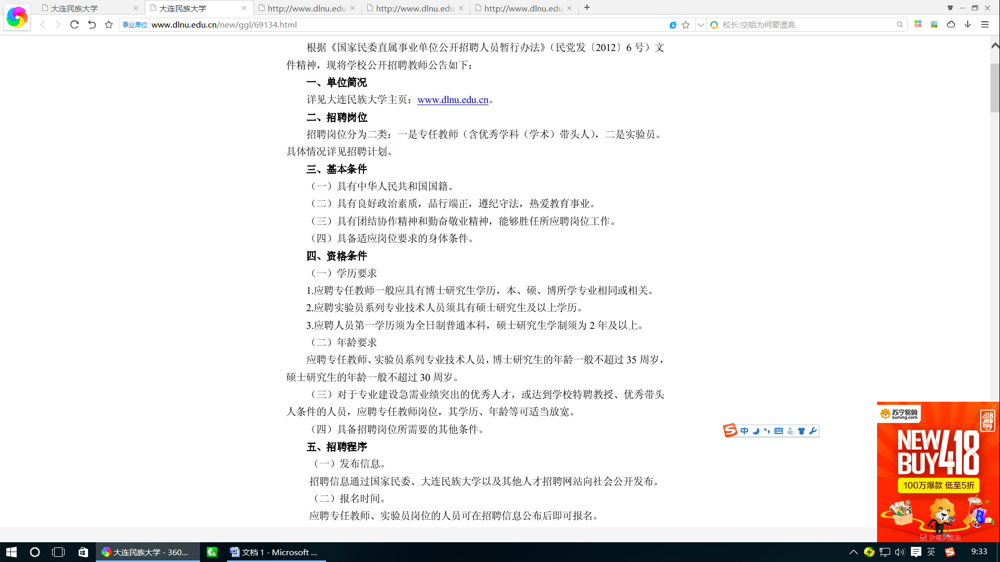 大连民族大学
大连民族大学
http://www.dlnu.edu
http://www.dlnu.edu
http://www.dlnu.edu
事业单位 www.dlnu.edu.cn/new/ggl/69134.html
校长:空姐为何要漂亮
根据《国家民委直属事业单位公开招聘人员暂行办法》（民党发〔2012〕6 号）文
件精神，现将学校公开招聘教师公告如下：
一、单位简况
详见大连民族大学主页：www.dlnu.edu.cn。
二、招聘岗位
招聘岗位分为二类：一是专任教师（含优秀学科（学术）带头人），二是实验员。
具体情况详见招聘计划。
三、基本条件
（一）具有中华人民共和国国籍。
（二）具有良好政治素质，品行端正，遵纪守法，热爱教育事业。
（三）具有团结协作精神和勤奋敬业精神，能够胜任所应聘岗位工作。
（四）具备适应岗位要求的身体条件。
四、资格条件
（一）学历要求
1.应聘专任教师一般应具有博士研究生学历，本、硕、博所学专业相同或相关。
2.应聘实验员系列专业技术人员须具有硕士研究生及以上学历。
3.应聘人员第一学历须为全日制普通本科，硕士研究生学制须为 2 年及以上。
（二）年龄要求
应聘专任教师、实验员系列专业技术人员，博士研究生的年龄一般不超过 35 周岁，
硕士研究生的年龄一般不超过 30 周岁。
（三）对于专业建设急需业绩突出的优秀人才，或达到学校特聘教授、优秀带头
人条件的人员，应聘专任教师岗位，其学历、年龄等可适当放宽。
（四）具备招聘岗位所需要的其他条件。
五、招聘程序
（一）发布信息。
招聘信息通过国家民委、大连民族大学以及其他人才招聘网站向社会公开发布。
（二）报名时间。
应聘专任教师、实验员岗位的人员可在招聘信息公布后即可报名。
中
苏宁易购
suning.com
418
New
buy
NEW
BUY 418
100万爆款 低至5折
收藏到桌面
大连民族大学 - 360...
文档 1 - Microsoft ...
英
9:33